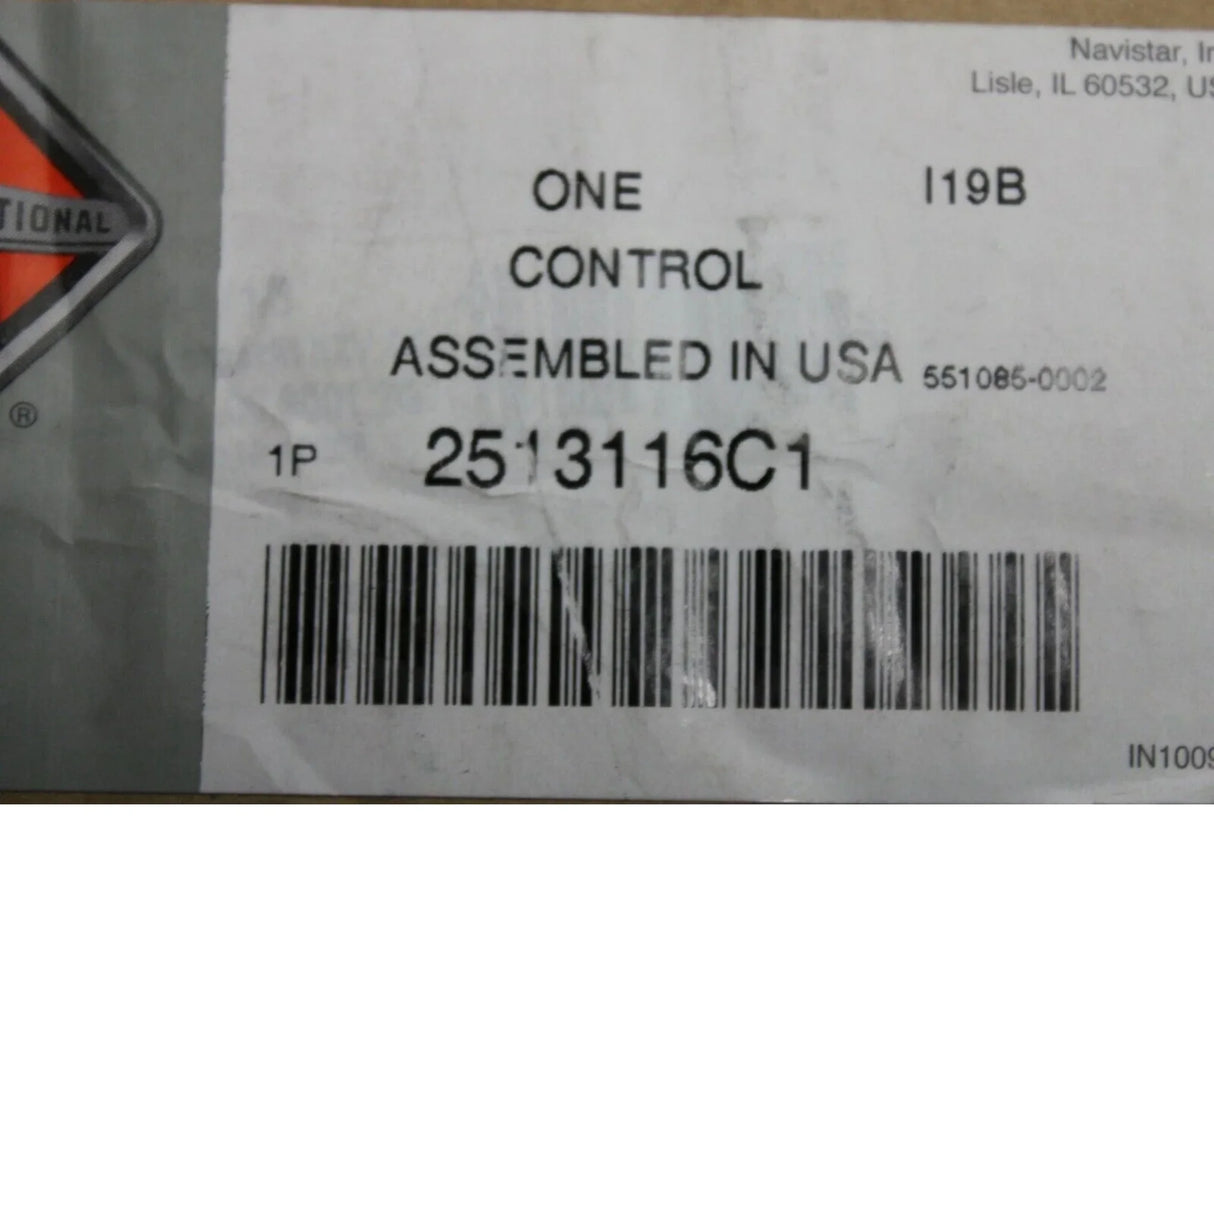 Navistar, In
Lisle, IL 60532, US
TIONAL
®
ONE I19B
CONTROL
ASSEMBLED IN USA 551085-0002
1P 2513116C1
IN1009